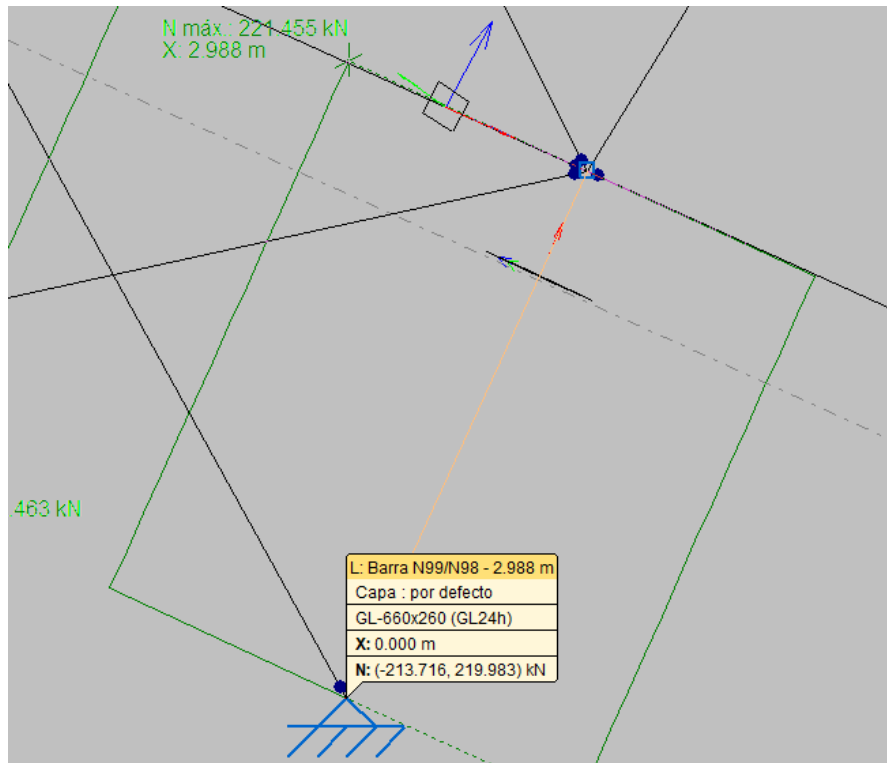 N máx.: 221.455 kN
X: 2.988 m
.463 kN
L: Barra N99/N98 - 2.988 m
Capa : por defecto
GL-660x260 (GL24h)
X: 0.000 m
N: (-213.716, 219.983) kN